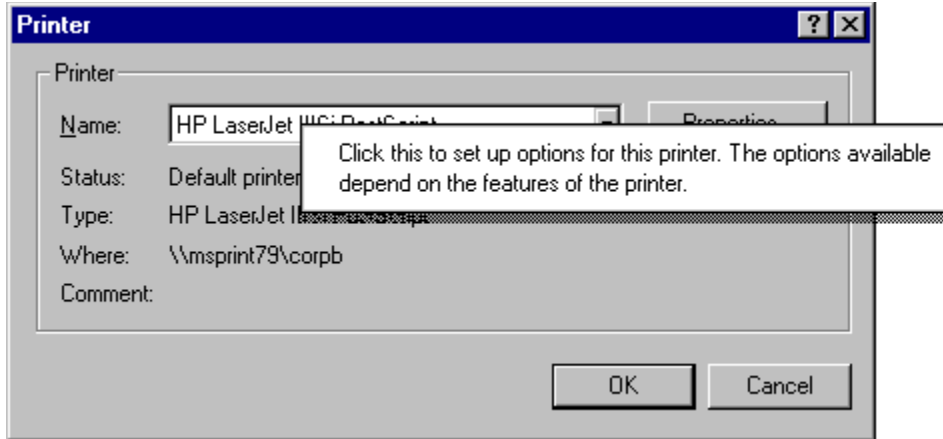 Printer
Printer
Name: HP LaserJet IIISi PostScript Properties...
Click this to set up options for this printer. The options available
depend on the features of the printer.
Status: Default printer
Type: HP LaserJet IIISi PostScript
Where: \\msprint79\corpb
Comment:
OK Cancel